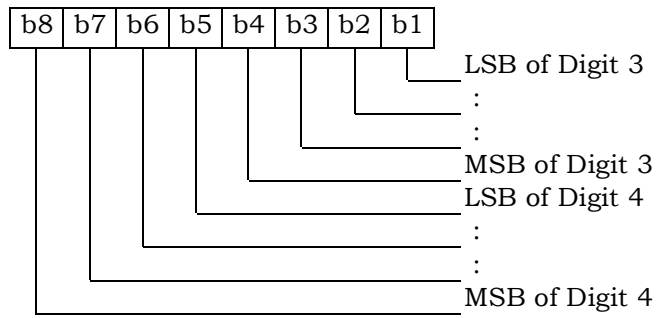 b8 b7 b6 b5 b4 b3 b2 b1
LSB of Digit 3
:
:
MSB of Digit 3
LSB of Digit 4
:
:
MSB of Digit 4